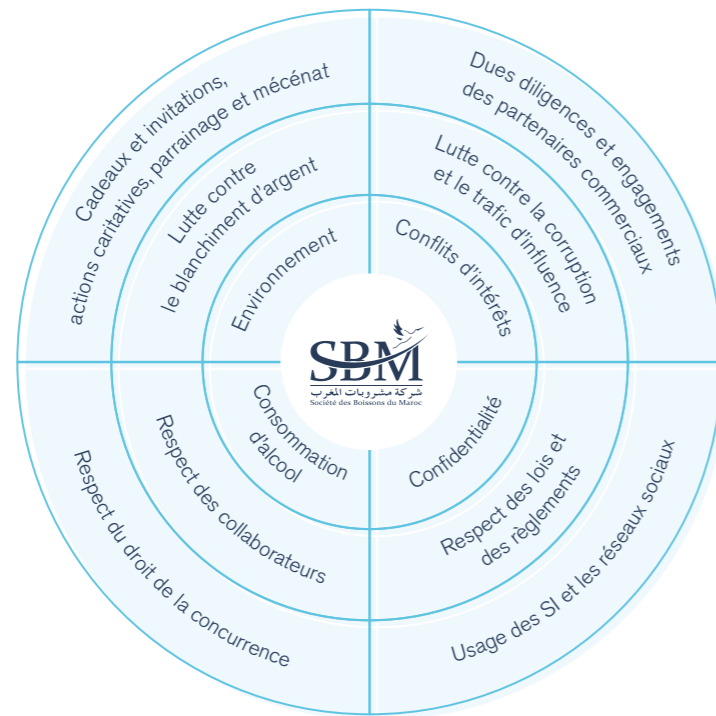 Cadeaux et invitations,
actions caritatives, parrainage et mécénat
Dues diligences et engagements
des partenaires commerciaux
Lutte contre
le blanchiment d'argent
Lutte contre la corruption
et le trafic d'influence
Environnement
Conflits d'intérêts
SBM
شركة مشروبات المغرب
Société des Boissons du Maroc
Consommation
d'alcool
Confidentialité
Respect des collaborateurs
Respect des lois et
des règlements
Respect du droit de la concurrence
Usage des SI et les réseaux sociaux